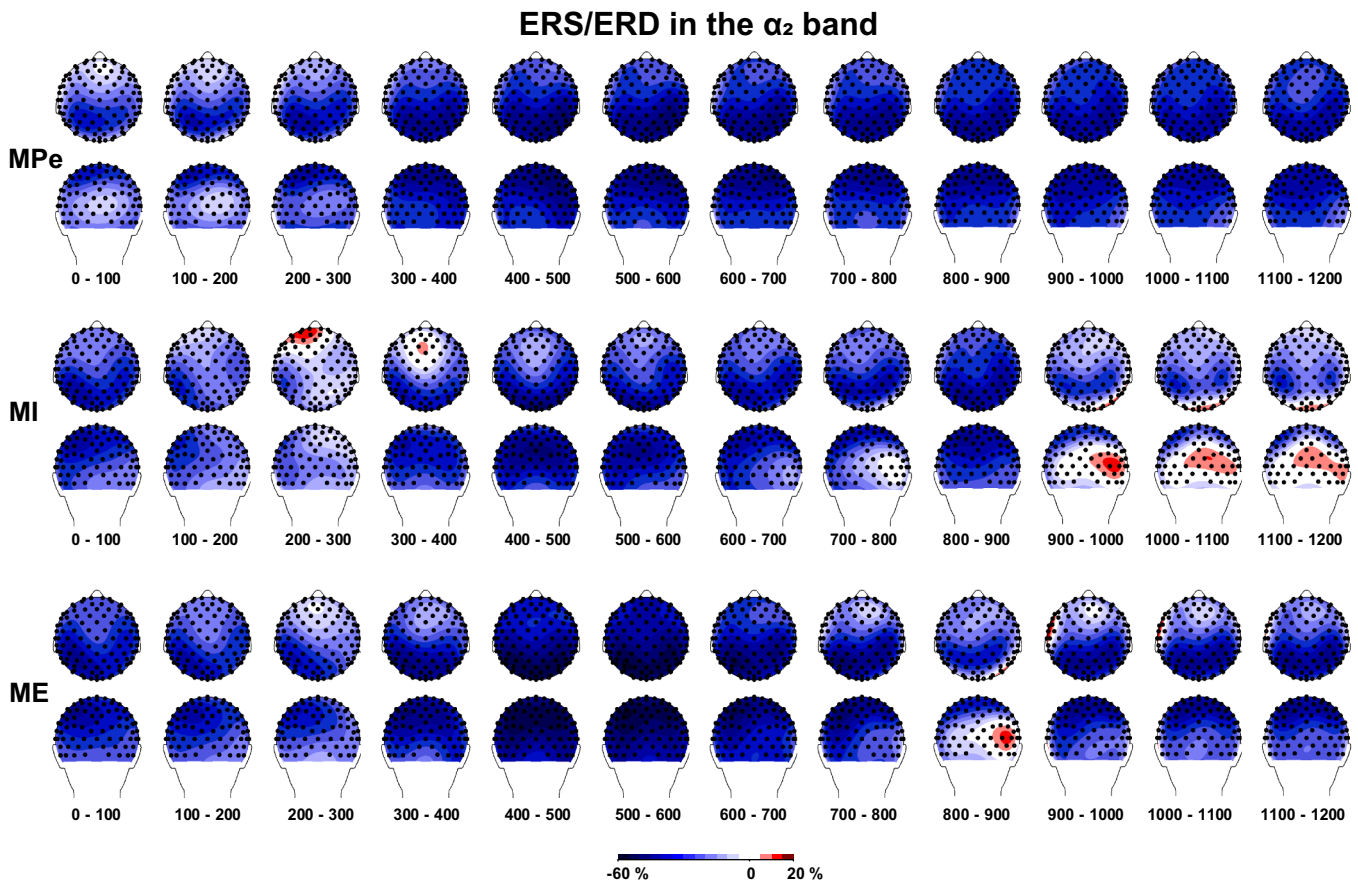 ERS/ERD in the α₂ band
MPe
0 - 100 100 - 200 200 - 300 300 - 400 400 - 500 500 - 600 600 - 700 700 - 800 800 - 900 900 - 1000 1000 - 1100 1100 - 1200
MI
0 - 100 100 - 200 200 - 300 300 - 400 400 - 500 500 - 600 600 - 700 700 - 800 800 - 900 900 - 1000 1000 - 1100 1100 - 1200
ME
0 - 100 100 - 200 200 - 300 300 - 400 400 - 500 500 - 600 600 - 700 700 - 800 800 - 900 900 - 1000 1000 - 1100 1100 - 1200
-60 % 0 20 %